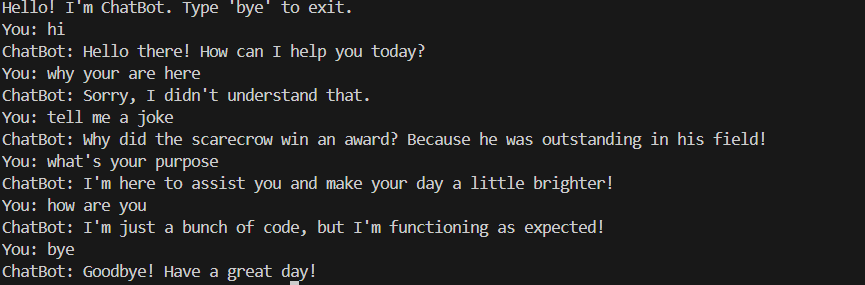 Hello! I'm ChatBot. Type 'bye' to exit.
You: hi
ChatBot: Hello there! How can I help you today?
You: why your are here
ChatBot: Sorry, I didn't understand that.
You: tell me a joke
ChatBot: Why did the scarecrow win an award? Because he was outstanding in his field!
You: what's your purpose
ChatBot: I'm here to assist you and make your day a little brighter!
You: how are you
ChatBot: I'm just a bunch of code, but I'm functioning as expected!
You: bye
ChatBot: Goodbye! Have a great day!